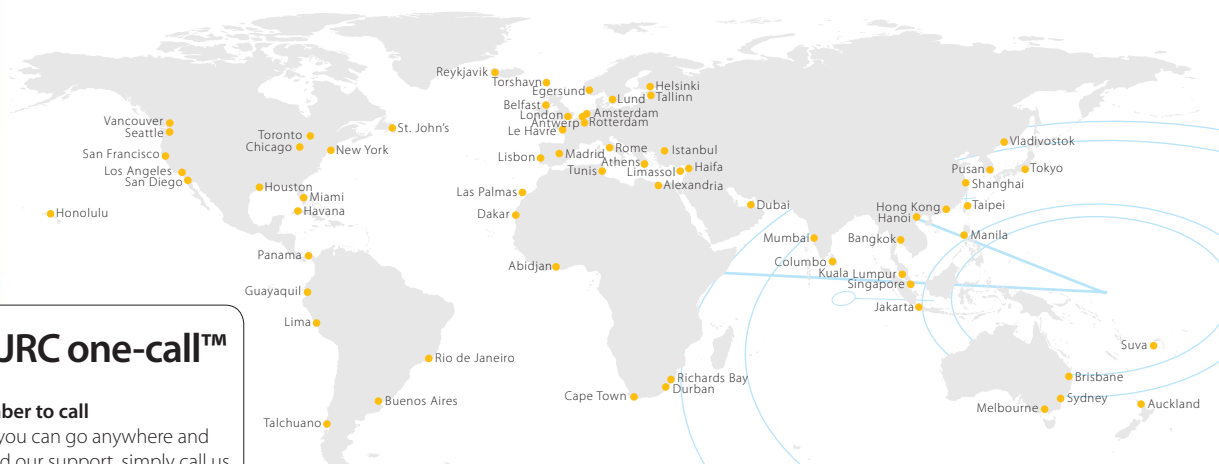 Reykjavik
Torshavn
Egersund
Helsinki
Tallinn
Lund
Belfast
London
Amsterdam
Antwerp
Rotterdam
Le Havre
Vancouver
Seattle
Toronto
Chicago
St. John's
New York
San Francisco
Los Angeles
San Diego
Lisbon
Madrid
Rome
Istanbul
Athens
Tunis
Limassol
Haifa
Alexandria
Vladivostok
Pusan
Tokyo
Shanghai
Houston
Miami
Havana
Honolulu
Las Palmas
Dakar
Dubai
Hong Kong
Hanoi
Taipei
Mumbai
Bangkok
Manila
Panama
Abidjan
Columbo
Kuala Lumpur
Singapore
Guayaquil
Jakarta
Lima
Suva
Rio de Janeiro
Richards Bay
Durban
Cape Town
Brisbane
Buenos Aires
Sydney
Melbourne
Auckland
Talchuano
JRC one-call™
ber to call
you can go anywhere and
d our support, simply call us